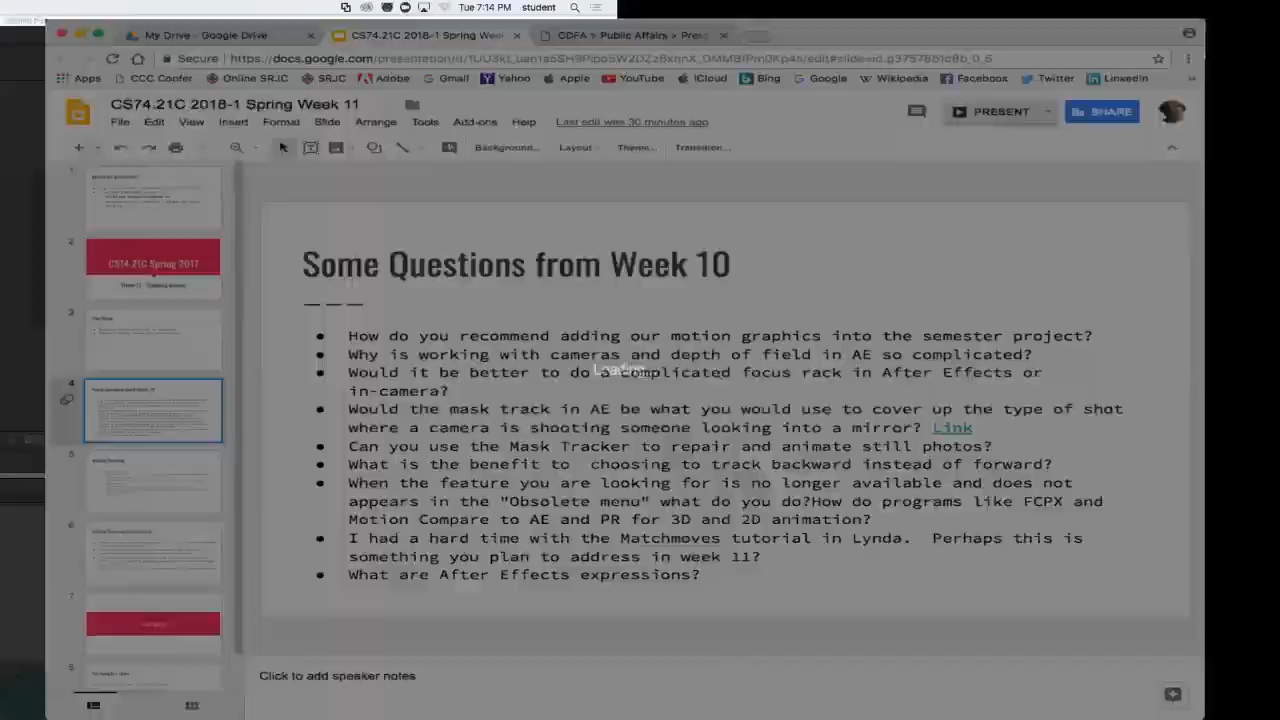 Tue 7:14 PM student
My Drive - Google Drive
CS74.21C 2018-1 Spring Wee
CDFA > Public Affairs > Pres
Secure
Apps CCC Confer Online SRJC SRJC Adobe Gmail Yahoo Apple YouTube iCloud Bing Google Wikipedia Facebook Twitter LinkedIn
CS74.21C 2018-1 Spring Week 11
PRESENT
SHARE
File Edit View Insert Format Slide Arrange Tools Add-ons Help Last edit was 30 minutes ago
Background... Layout Theme... Transition...
1
2
CS74.21C Spring 2017
3
4
5
6
7
8
Some Questions from Week 10
● How do you recommend adding our motion graphics into the semester project?
● Why is working with cameras and depth of field in AE so complicated?
● Would it be better to do a complicated focus rack in After Effects or
in-camera?
Loading
● Would the mask track in AE be what you would use to cover up the type of shot
where a camera is shooting someone looking into a mirror? Link
● Can you use the Mask Tracker to repair and animate still photos?
● What is the benefit to choosing to track backward instead of forward?
● When the feature you are looking for is no longer available and does not
appears in the "Obsolete menu" what do you do?How do programs like FCPX and
Motion Compare to AE and PR for 3D and 2D animation?
● I had a hard time with the Matchmoves tutorial in Lynda. Perhaps this is
something you plan to address in week 11?
● What are After Effects expressions?
Click to add speaker notes